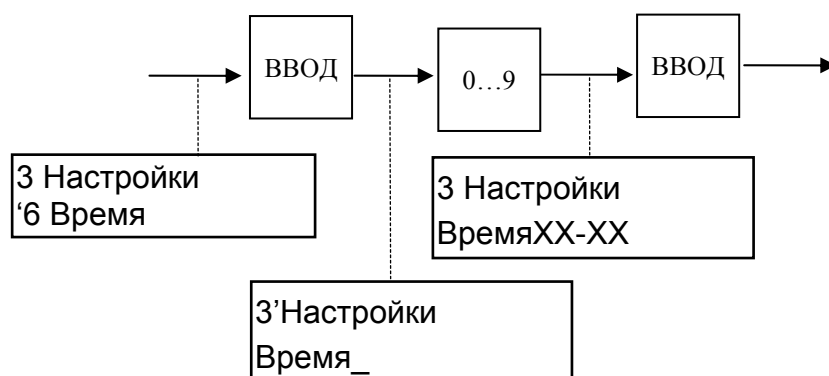 ВВОД
0…9
ВВОД
3 Настройки
‘6 Время
3 Настройки
ВремяXX-XX
3’Настройки
Время_